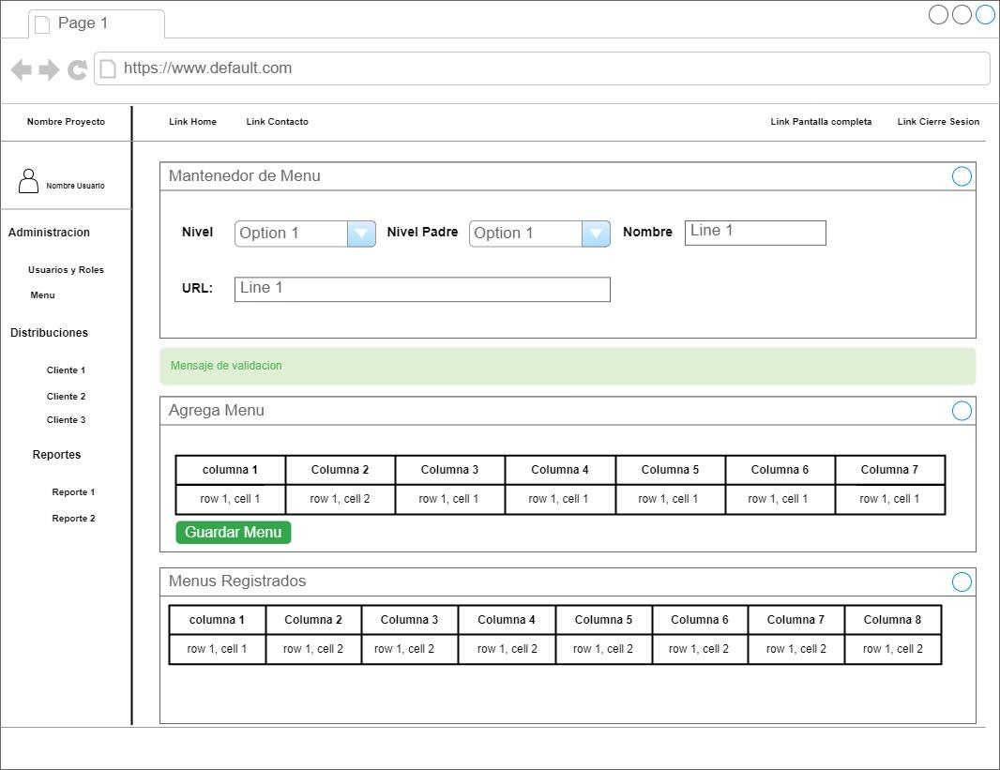 Page 1
https://www.default.com
Nombre Proyecto
Link Home Link Contacto Link Pantalla completa Link Cierre Sesion
Nombre Usuario
Administracion
Usuarios y Roles
Menu
Distribuciones
Cliente 1
Cliente 2
Cliente 3
Reportes
Reporte 1
Reporte 2
Mantenedor de Menu
Nivel Option 1 Nivel Padre Option 1 Nombre Line 1
URL: Line 1
Mensaje de validacion
Agrega Menu
columna 1 Columna 2 Columna 3 Columna 4 Columna 5 Columna 6 Columna 7
row 1, cell 1 row 1, cell 2 row 1, cell 1 row 1, cell 1 row 1, cell 1 row 1, cell 1 row 1, cell 1
Guardar Menu
Menus Registrados
columna 1 Columna 2 Columna 3 Columna 4 Columna 5 Columna 6 Columna 7 Columna 8
row 1, cell 1 row 1, cell 2 row 1, cell 2 row 1, cell 2 row 1, cell 2 row 1, cell 2 row 1, cell 2 row 1, cell 2